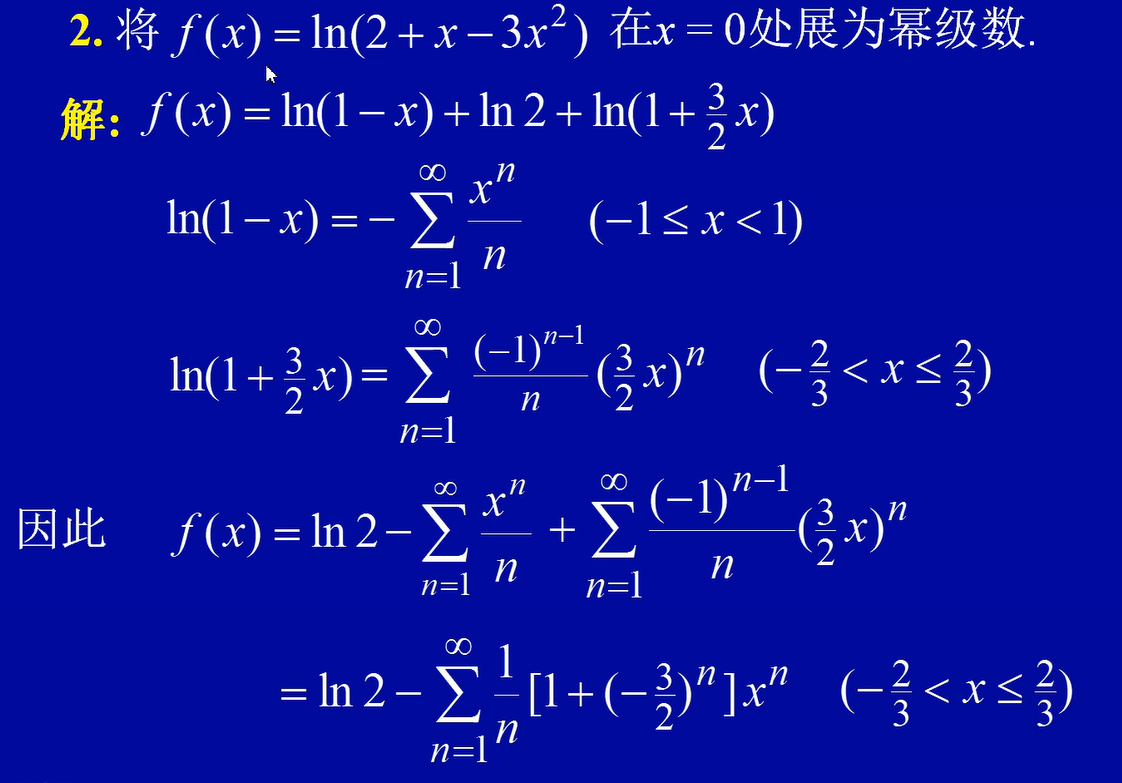 2. 将 f(x) = ln(2 + x − 3x²) 在x = 0处展为幂级数.
解: f(x) = ln(1 − x) + ln 2 + ln(1 + 3/2 x)
ln(1 − x) = − ∑_{n=1}^{∞} x^n/n (−1 ≤ x < 1)
ln(1 + 3/2 x) = ∑_{n=1}^{∞} (−1)^{n−1}/n (3/2 x)^n (− 2/3 < x ≤ 2/3)
因此 f(x) = ln 2 − ∑_{n=1}^{∞} x^n/n + ∑_{n=1}^{∞} (−1)^{n−1}/n (3/2 x)^n
= ln 2 − ∑_{n=1}^{∞} 1/n [1 + (− 3/2)^n ] x^n (− 2/3 < x ≤ 2/3)